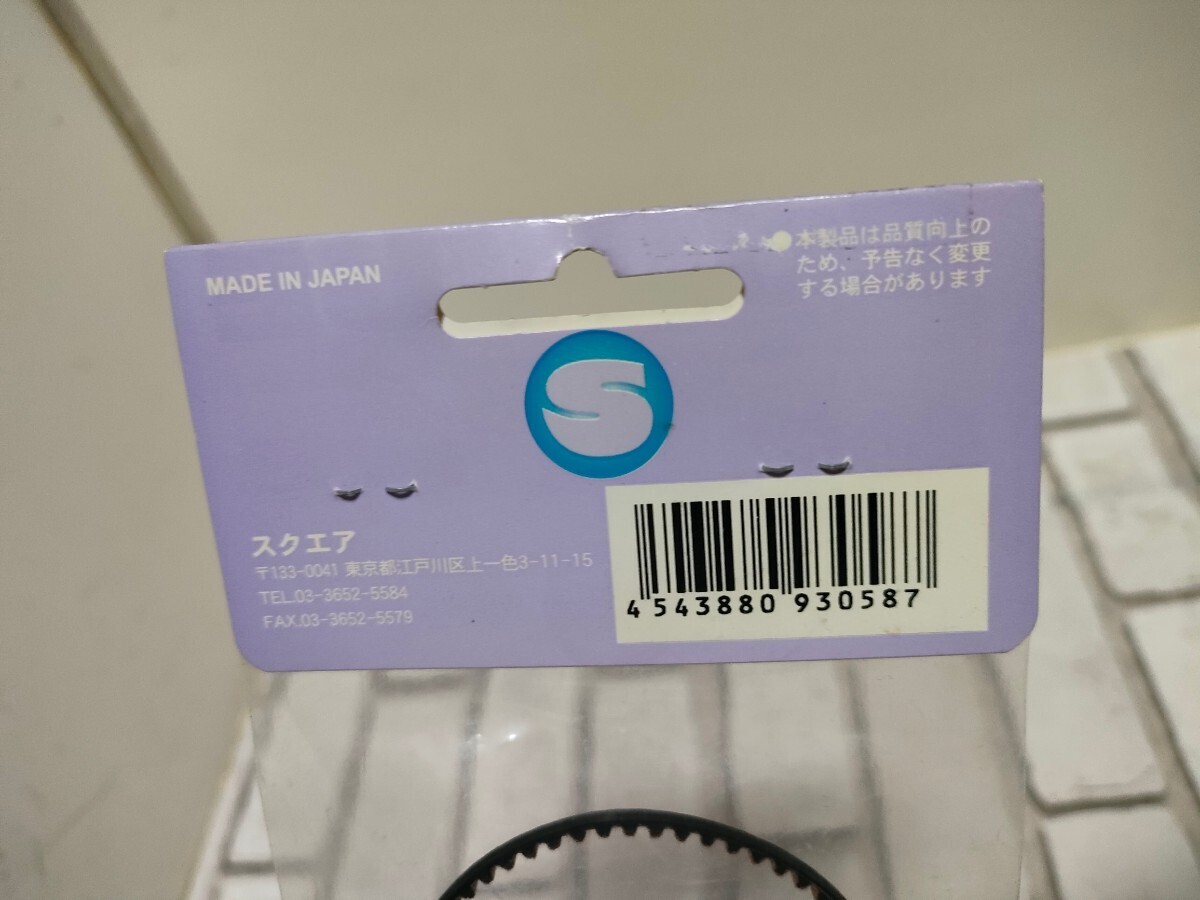 MADE IN JAPAN
●本製品は品質向上の
ため、予告なく変更
する場合があります
S
スクエア
〒133-0041 東京都江戸川区上一色3-11-15
TEL.03-3652-5584
FAX.03-3652-5579
4 543880 930587